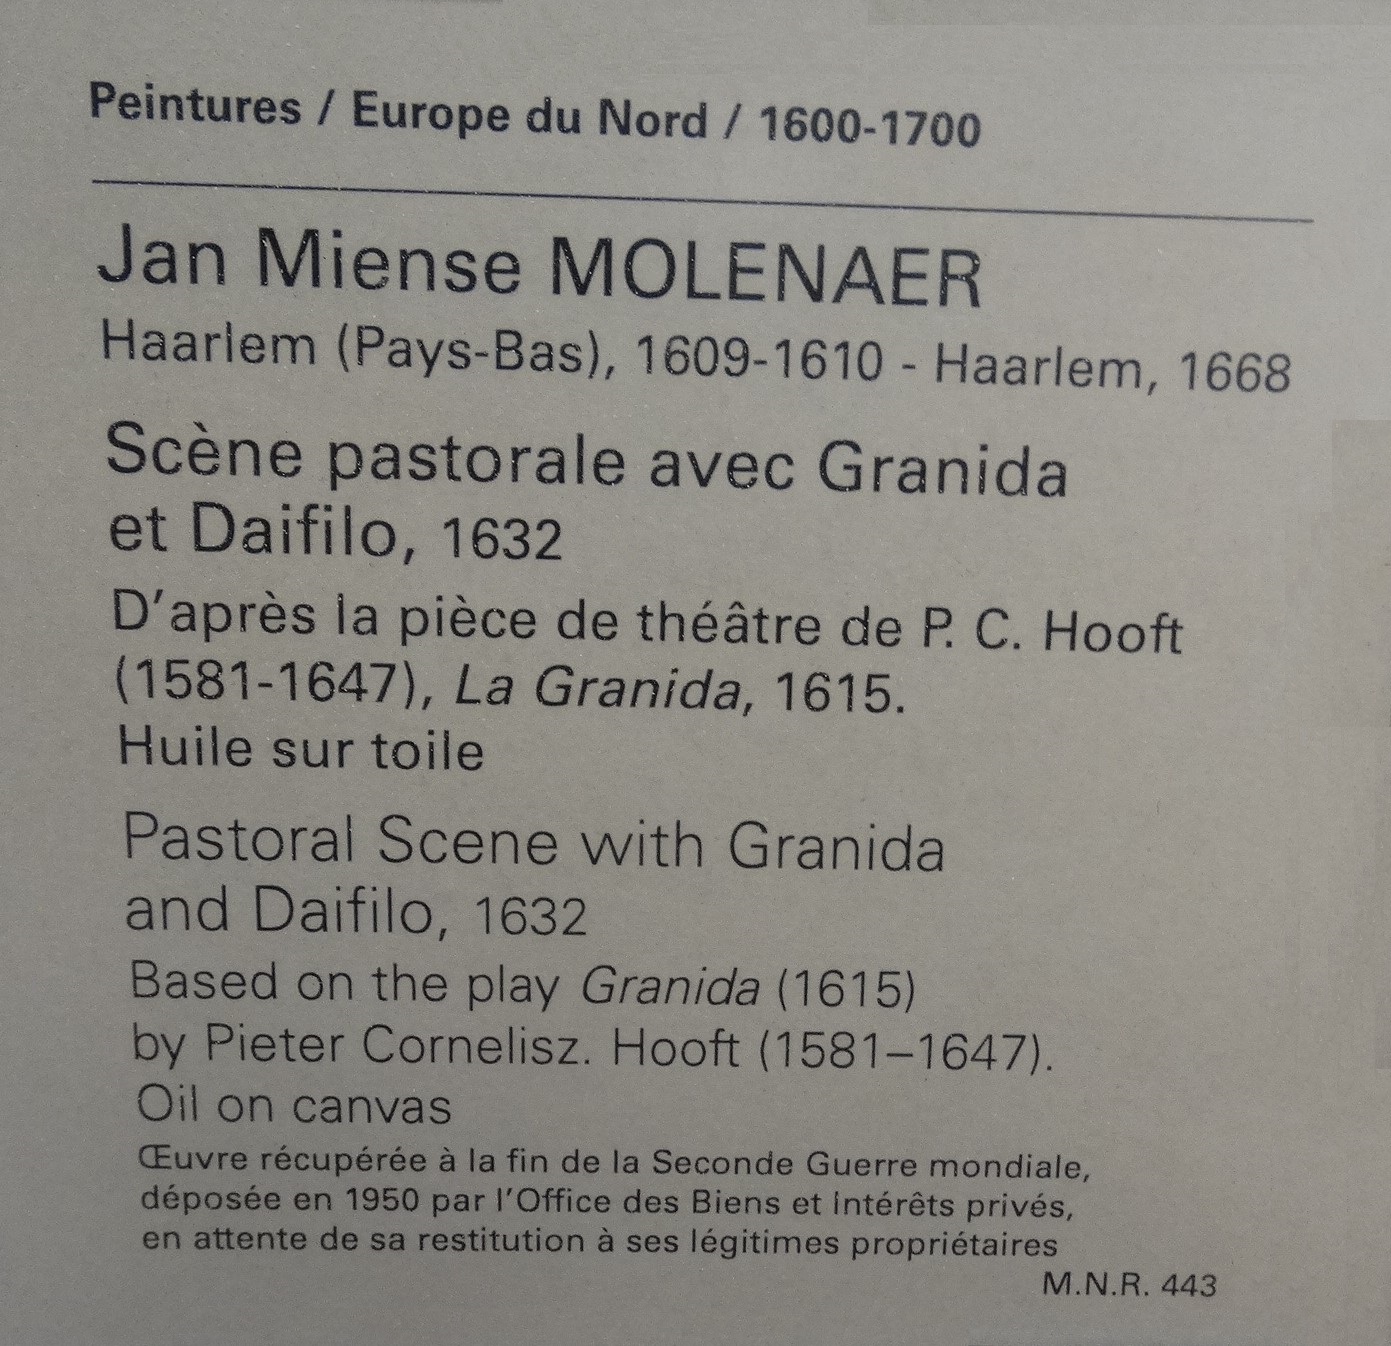 Peintures / Europe du Nord / 1600-1700
Jan Miense MOLENAER
Haarlem (Pays-Bas), 1609-1610 - Haarlem, 1668
Scène pastorale avec Granida
et Daifilo, 1632
D'après la pièce de théâtre de P. C. Hooft
(1581-1647), La Granida, 1615.
Huile sur toile
Pastoral Scene with Granida
and Daifilo, 1632
Based on the play Granida (1615)
by Pieter Cornelisz. Hooft (1581–1647).
Oil on canvas
Œuvre récupérée à la fin de la Seconde Guerre mondiale,
déposée en 1950 par l'Office des Biens et intérêts privés,
en attente de sa restitution à ses légitimes propriétaires
M.N.R. 443